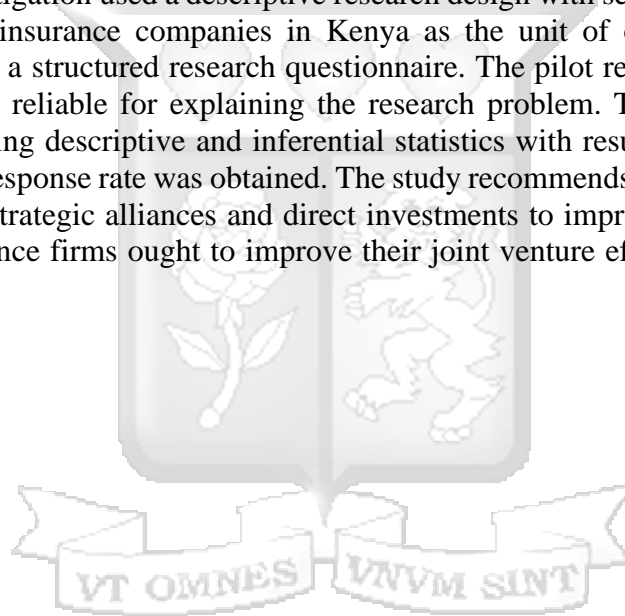 tigation used a descriptive research design with se
insurance companies in Kenya as the unit of
a structured research questionnaire. The pilot re
reliable for explaining the research problem. T
ing descriptive and inferential statistics with resu
esponse rate was obtained. The study recommends
trategic alliances and direct investments to impr
nce firms ought to improve their joint venture ef
VT OMNES VNVM SINT